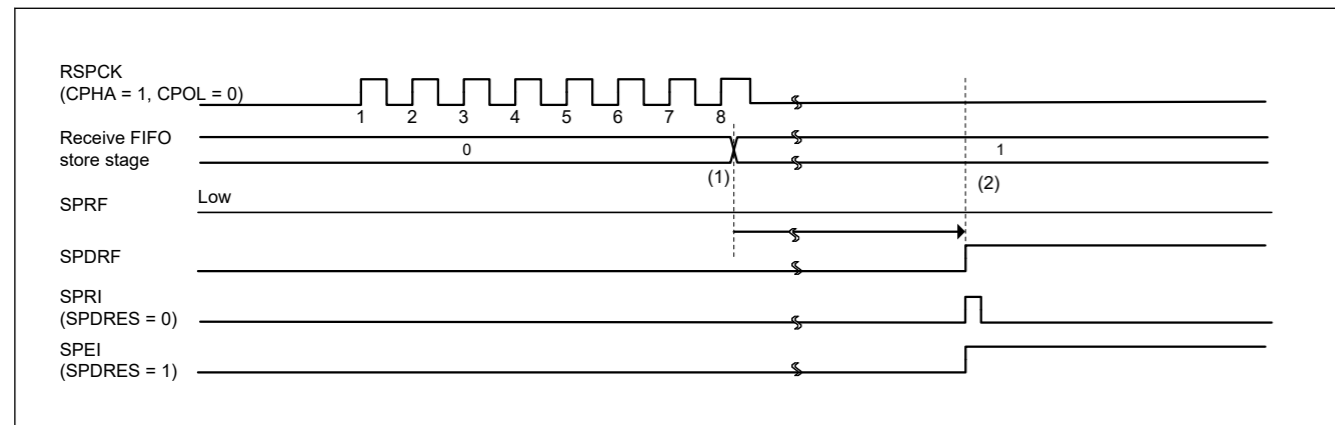 RSPCK
(CPHA = 1, CPOL = 0)
1 2 3 4 5 6 7 8
Receive FIFO
store stage
0 1
(1) (2)
SPRF
Low
SPDRF
SPRI
(SPDRES = 0)
SPEI
(SPDRES = 1)